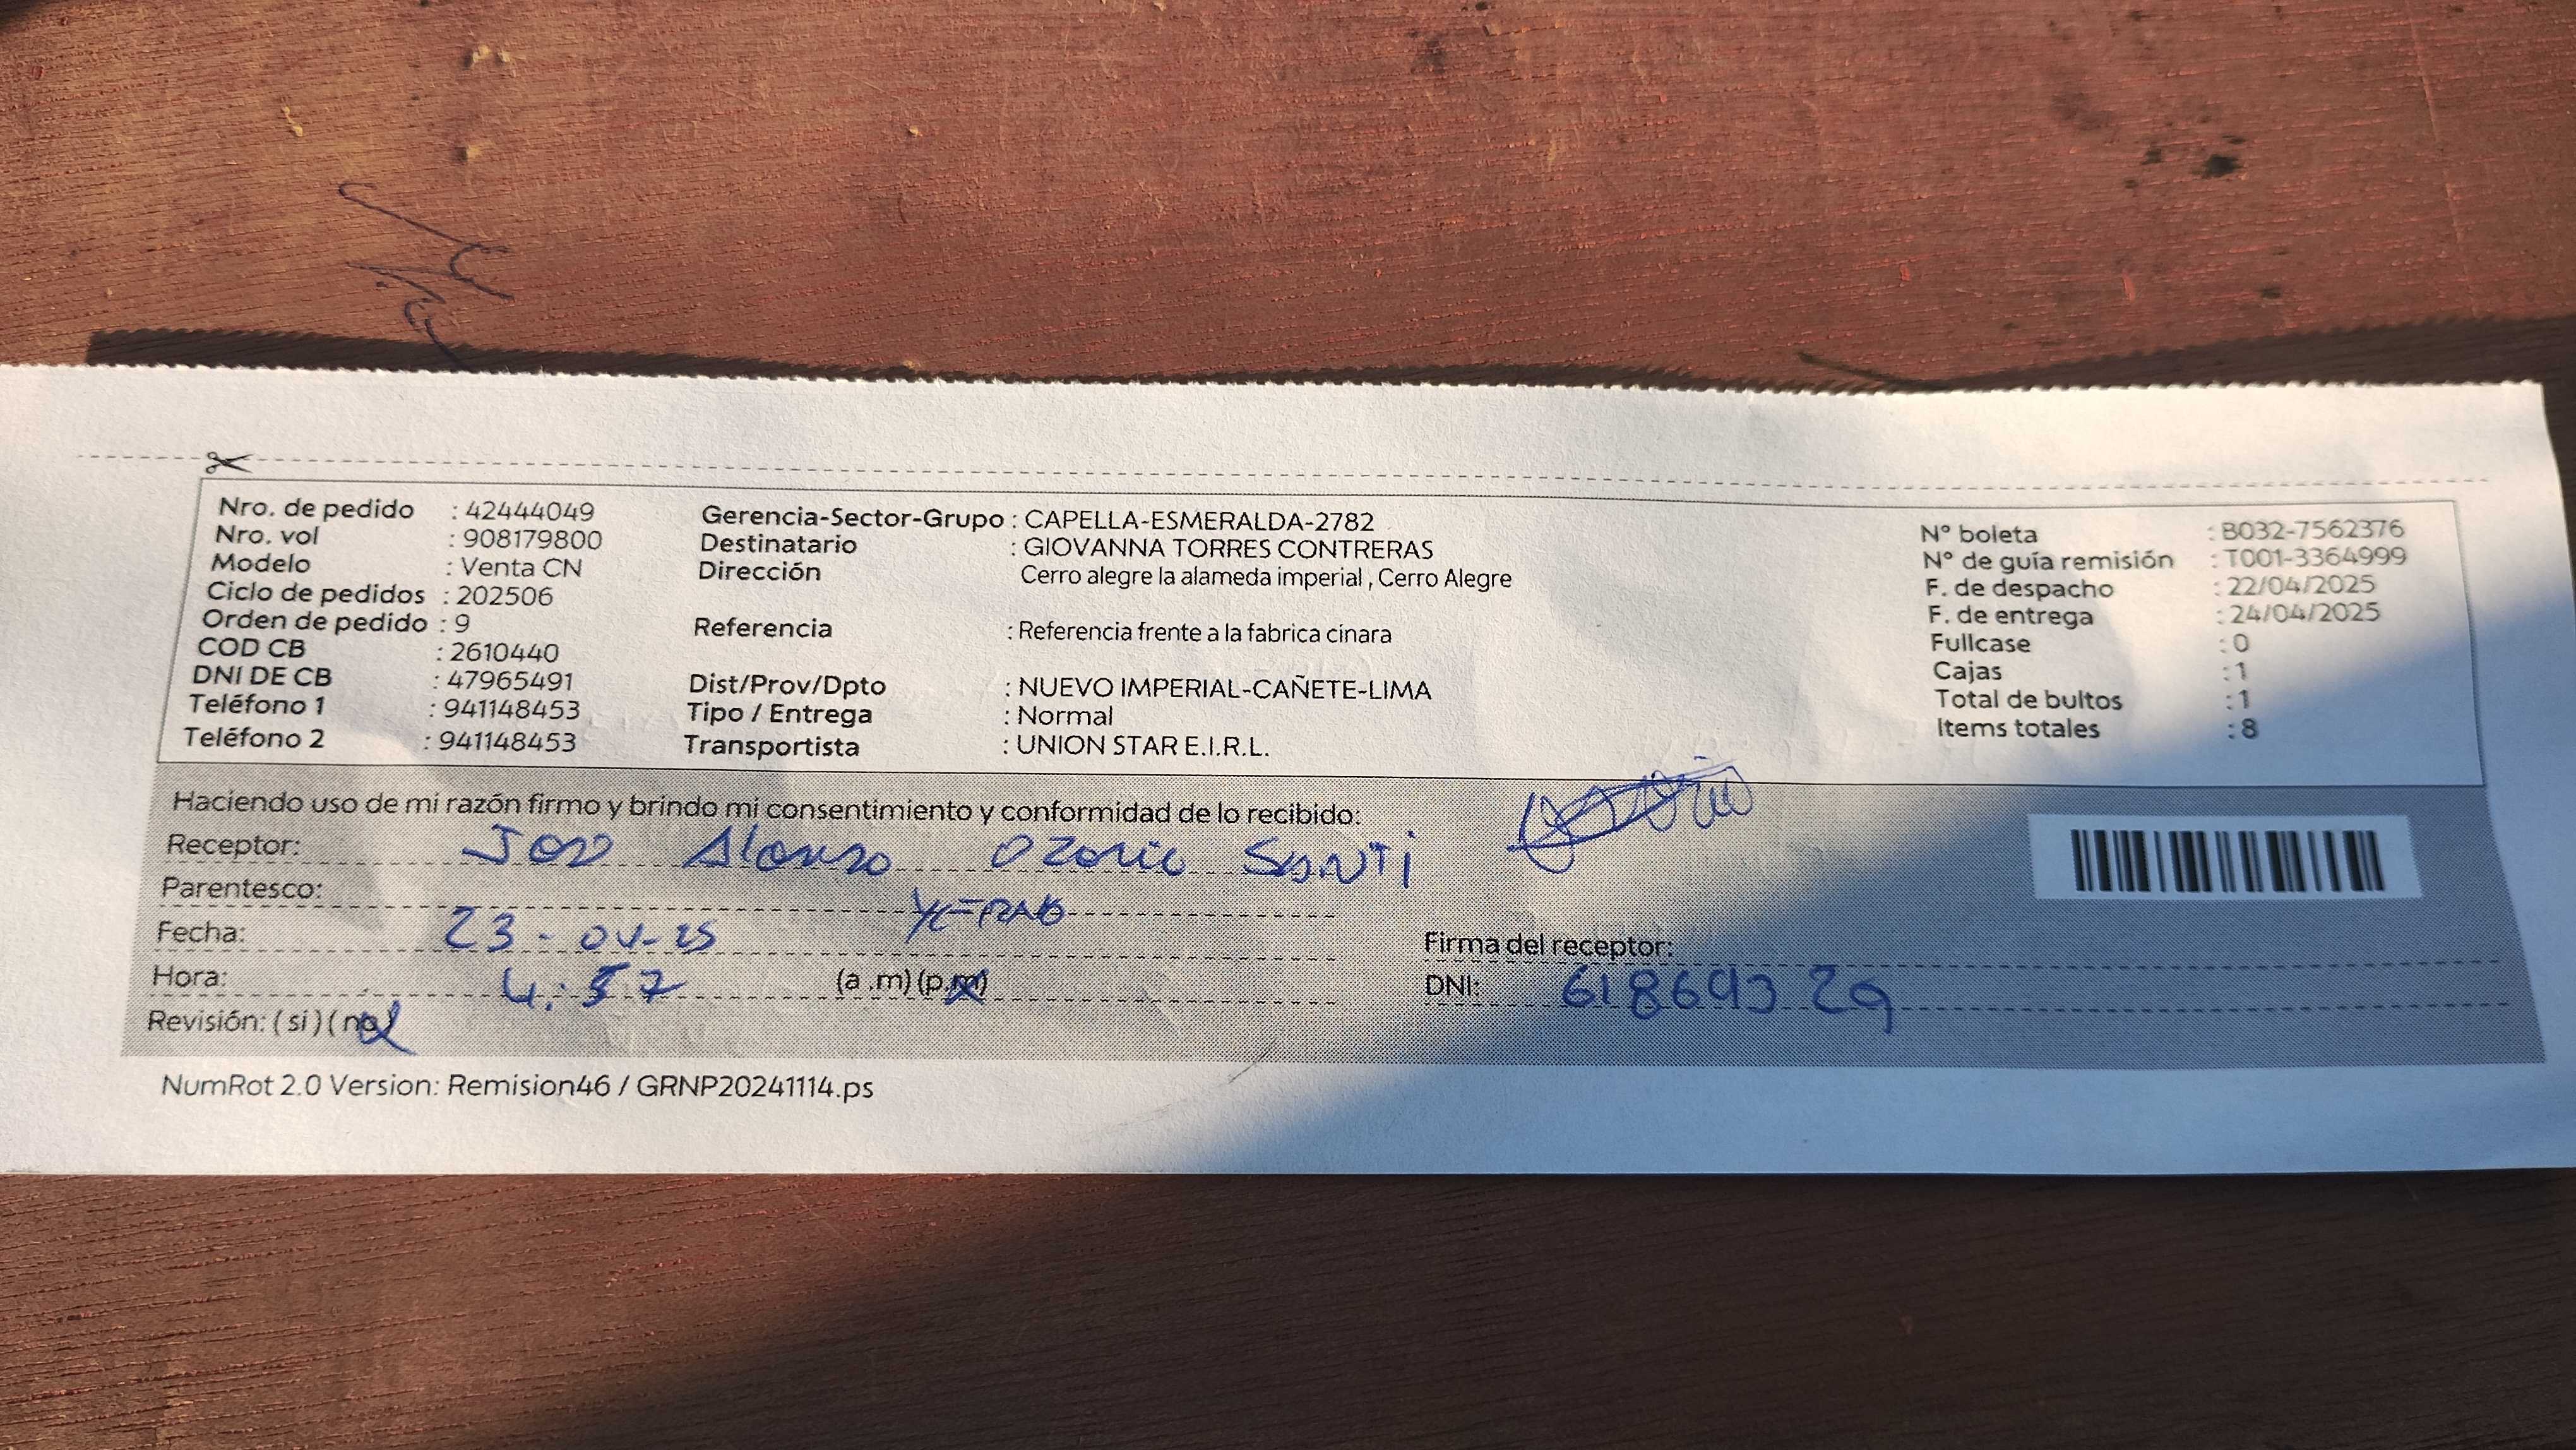 Nro. de pedido : 42444049
Nro. vol : 908179800
Modelo : Venta CN
Ciclo de pedidos : 202506
Orden de pedido : 9
COD CB : 2610440
DNI DE CB : 47965491
Teléfono 1 : 941148453
Teléfono 2 : 941148453
Gerencia-Sector-Grupo : CAPELLA-ESMERALDA-2782
Destinatario : GIOVANNA TORRES CONTRERAS
Dirección Cerro alegre la alameda imperial , Cerro Alegre
Referencia : Referencia frente a la fabrica cinara
Dist/Prov/Dpto : NUEVO IMPERIAL-CAÑETE-LIMA
Tipo / Entrega : Normal
Transportista : UNION STAR E.I.R.L.
N° boleta : B032-7562376
N° de guía remisión : T001-3364999
F. de despacho : 22/04/2025
F. de entrega : 24/04/2025
Fullcase : 0
Cajas : 1
Total de bultos : 1
Items totales : 8
Haciendo uso de mi razón firmo y brindo mi consentimiento y conformidad de lo recibido:
Receptor: Alonso SANTI
Parentesco:
Fecha: 23-04-25
Hora: 4:57 (a .m) (p.m)
Revisión: ( si ) ( no)
Firma del receptor:
DNI:
NumRot 2.0 Version: Remision46 / GRNP20241114.ps